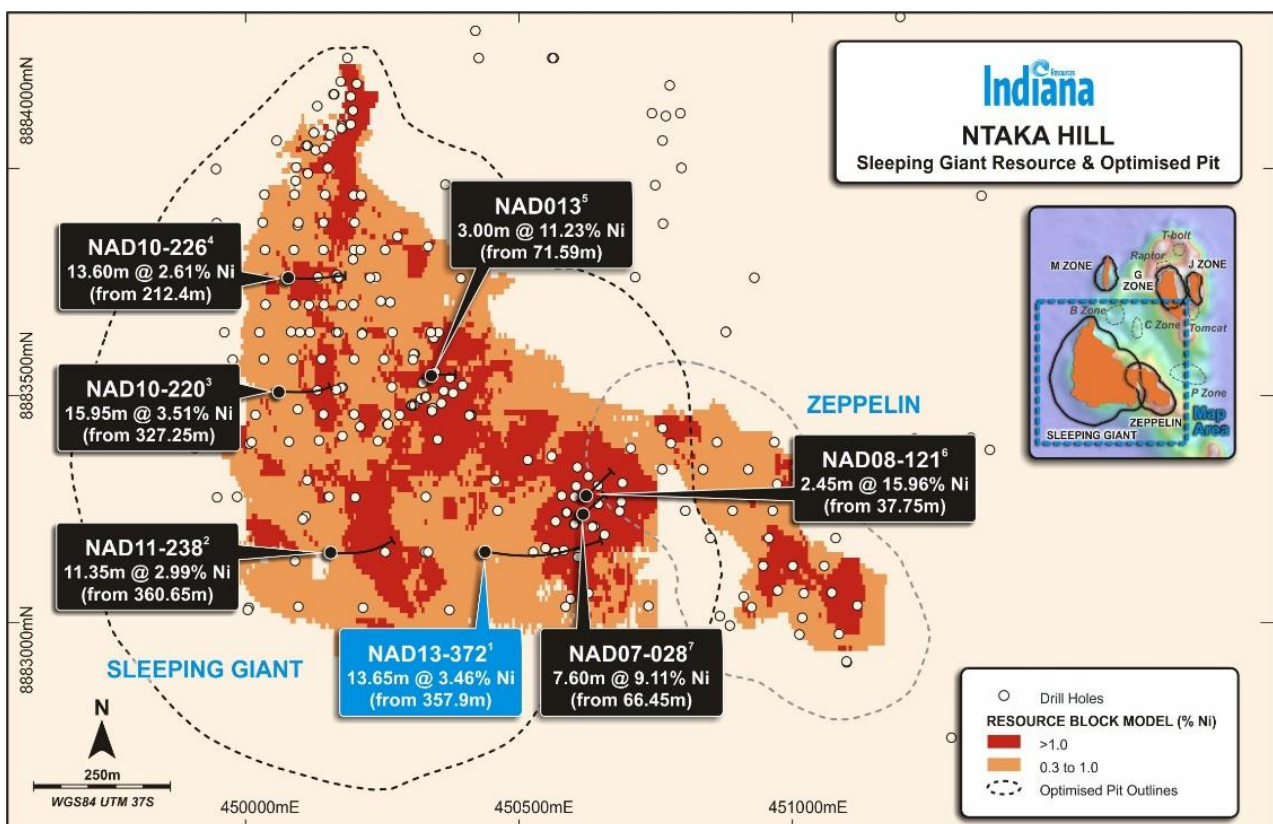 Indiana
Resources
NTAKA HILL
Sleeping Giant Resource & Optimised Pit
8884000mN
8883500mN
8883000mN
NAD013⁵
3.00m @ 11.23% Ni
(from 71.59m)
NAD10-226⁴
13.60m @ 2.61% Ni
(from 212.4m)
NAD10-220³
15.95m @ 3.51% Ni
(from 327.25m)
ZEPPELIN
NAD08-121⁶
2.45m @ 15.96% Ni
(from 37.75m)
NAD11-238²
11.35m @ 2.99% Ni
(from 360.65m)
SLEEPING GIANT
NAD13-372¹
13.65m @ 3.46% Ni
(from 357.9m)
NAD07-028⁷
7.60m @ 9.11% Ni
(from 66.45m)
T-bolt
Raptor
M ZONE
G
ZONE
J ZONE
B Zone
C Zone
Tomcat
P Zone
Map
Area
ZEPPELIN
SLEEPING GIANT
N
250m
WGS84 UTM 37S
450000mE
450500mE
451000mE
Drill Holes
RESOURCE BLOCK MODEL (% Ni)
>1.0
0.3 to 1.0
Optimised Pit Outlines